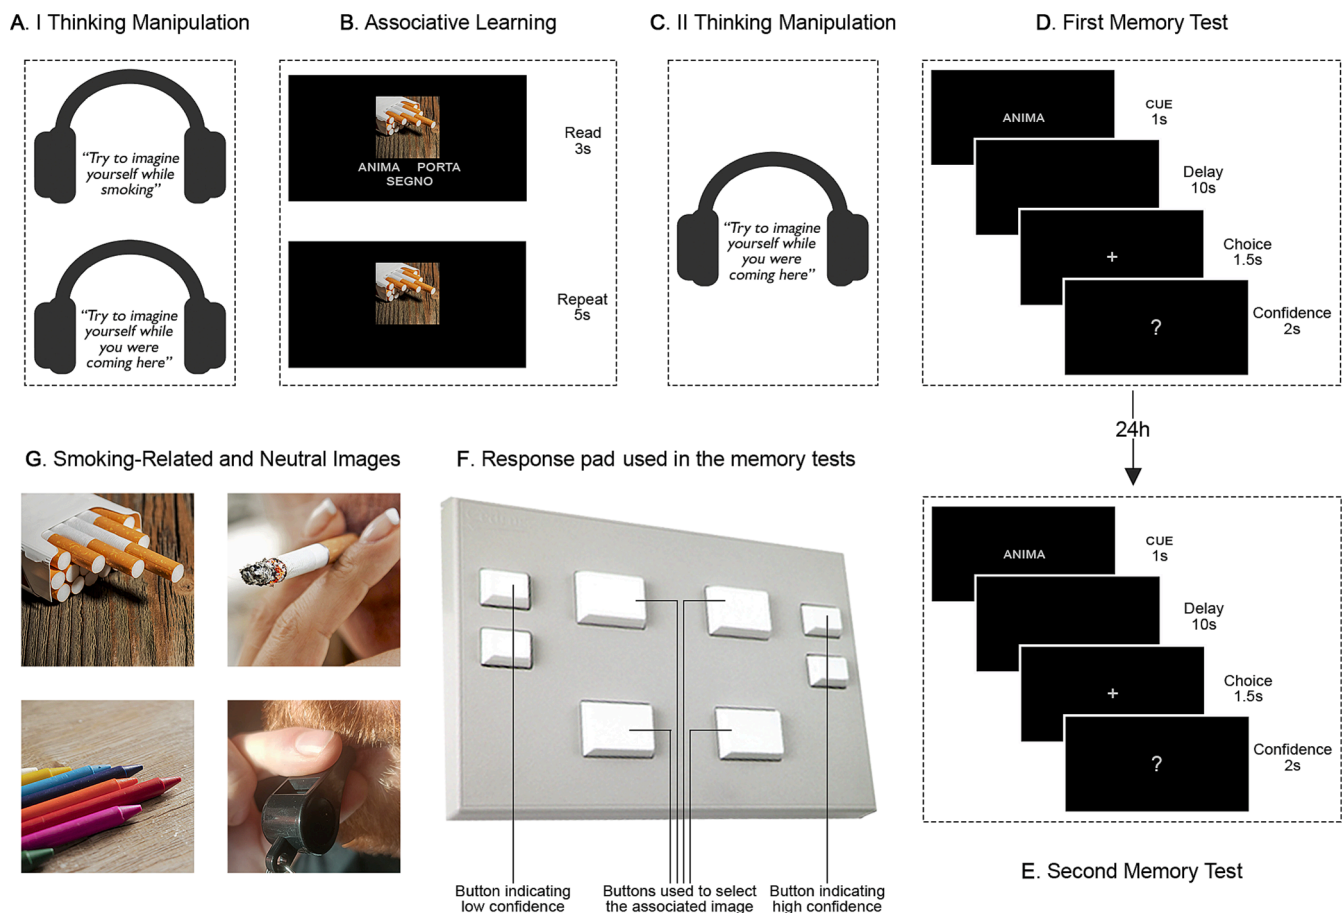 A. I Thinking Manipulation
“Try to imagine
yourself while
smoking”
“Try to imagine
yourself while
you were
coming here”
B. Associative Learning
ANIMA PORTA
SEGNO
Read
3s
Repeat
5s
C. II Thinking Manipulation
“Try to imagine
yourself while
you were
coming here”
D. First Memory Test
ANIMA
CUE
1s
Delay
10s
+
Choice
1.5s
?
Confidence
2s
24h
G. Smoking-Related and Neutral Images
F. Response pad used in the memory tests
Button indicating
low confidence
Buttons used to select
the associated image
Button indicating
high confidence
ANIMA
CUE
1s
Delay
10s
+
Choice
1.5s
?
Confidence
2s
E. Second Memory Test